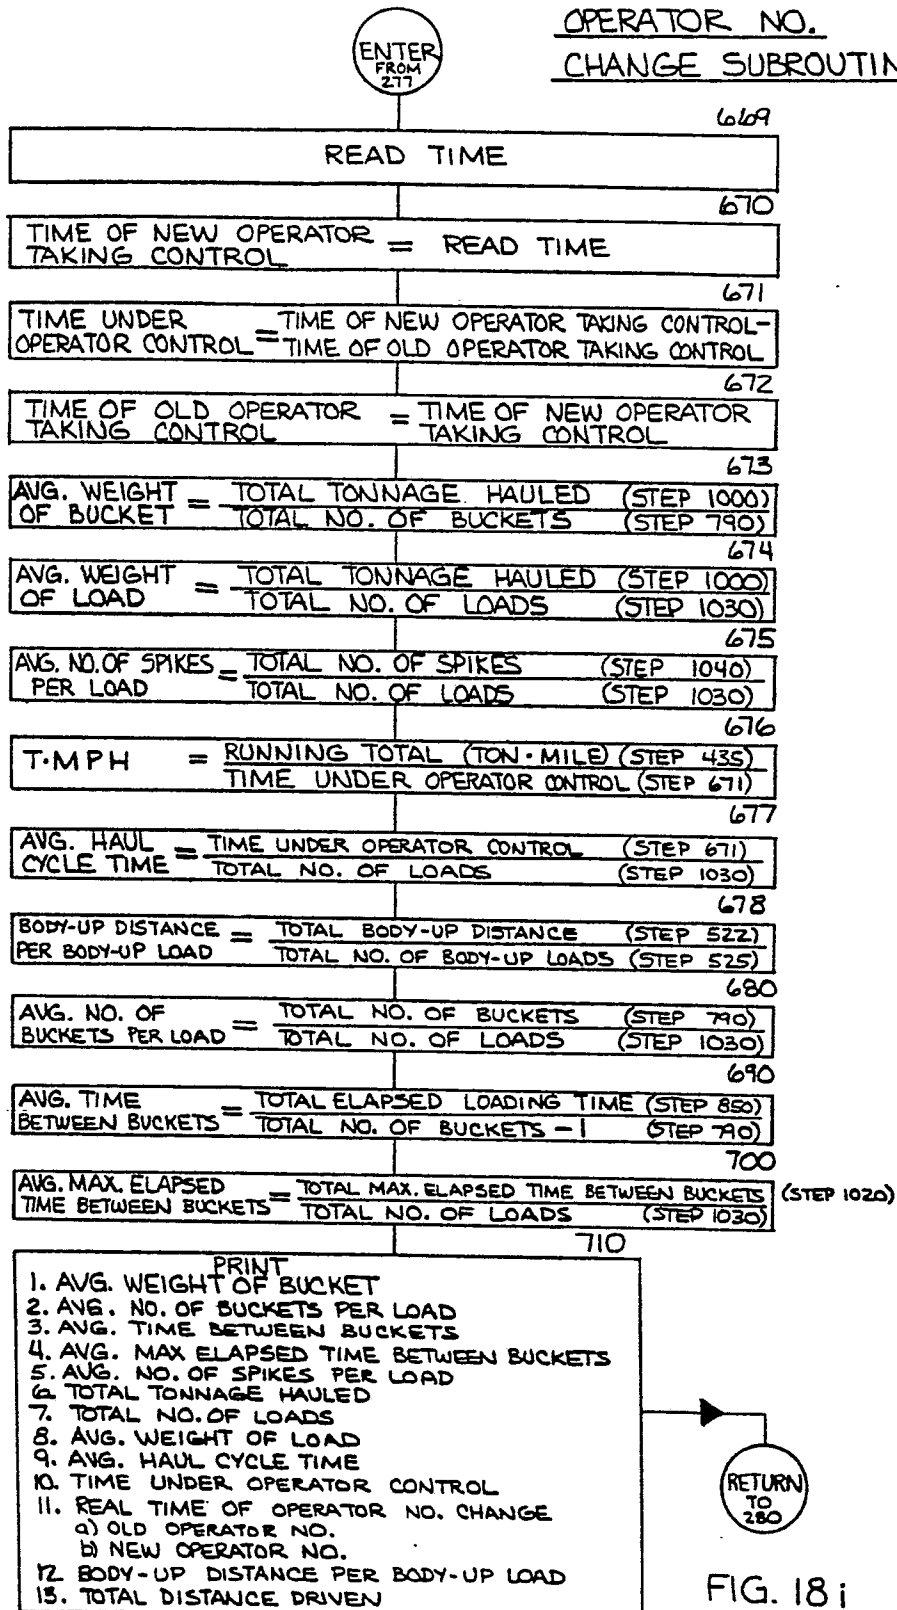 OPERATOR NO.
CHANGE SUBROUTIN
ENTER
FROM
277
669
READ TIME
670
TIME OF NEW OPERATOR
TAKING CONTROL = READ TIME
671
TIME UNDER
OPERATOR CONTROL = TIME OF NEW OPERATOR TAKING CONTROL-
TIME OF OLD OPERATOR TAKING CONTROL
672
TIME OF OLD OPERATOR
TAKING CONTROL = TIME OF NEW OPERATOR
TAKING CONTROL
673
AVG. WEIGHT
OF BUCKET = TOTAL TONNAGE HAULED (STEP 1000)
TOTAL NO. OF BUCKETS (STEP 790)
674
AVG. WEIGHT
OF LOAD = TOTAL TONNAGE HAULED (STEP 1000)
TOTAL NO. OF LOADS (STEP 1030)
675
AVG. NO. OF SPIKES
PER LOAD = TOTAL NO. OF SPIKES (STEP 1040)
TOTAL NO. OF LOADS (STEP 1030)
676
T·MPH = RUNNING TOTAL (TON·MILE) (STEP 435)
TIME UNDER OPERATOR CONTROL (STEP 671)
677
AVG. HAUL
CYCLE TIME = TIME UNDER OPERATOR CONTROL (STEP 671)
TOTAL NO. OF LOADS (STEP 1030)
678
BODY-UP DISTANCE
PER BODY-UP LOAD = TOTAL BODY-UP DISTANCE (STEP 522)
TOTAL NO. OF BODY-UP LOADS (STEP 525)
680
AVG. NO. OF
BUCKETS PER LOAD = TOTAL NO. OF BUCKETS (STEP 790)
TOTAL NO. OF LOADS (STEP 1030)
690
AVG. TIME
BETWEEN BUCKETS = TOTAL ELAPSED LOADING TIME (STEP 850)
TOTAL NO. OF BUCKETS -1 (STEP 790)
700
AVG. MAX. ELAPSED
TIME BETWEEN BUCKETS = TOTAL MAX. ELAPSED TIME BETWEEN BUCKETS (STEP 1020)
TOTAL NO. OF LOADS (STEP 1030)
710
PRINT
1. AVG. WEIGHT OF BUCKET
2. AVG. NO. OF BUCKETS PER LOAD
3. AVG. TIME BETWEEN BUCKETS
4. AVG. MAX ELAPSED TIME BETWEEN BUCKETS
5. AVG. NO. OF SPIKES PER LOAD
6. TOTAL TONNAGE HAULED
7. TOTAL NO. OF LOADS
8. AVG. WEIGHT OF LOAD
9. AVG. HAUL CYCLE TIME
10. TIME UNDER OPERATOR CONTROL
11. REAL TIME OF OPERATOR NO. CHANGE
a) OLD OPERATOR NO.
b) NEW OPERATOR NO.
12. BODY-UP DISTANCE PER BODY-UP LOAD
13. TOTAL DISTANCE DRIVEN
RETURN
TO
280
FIG. 18 i